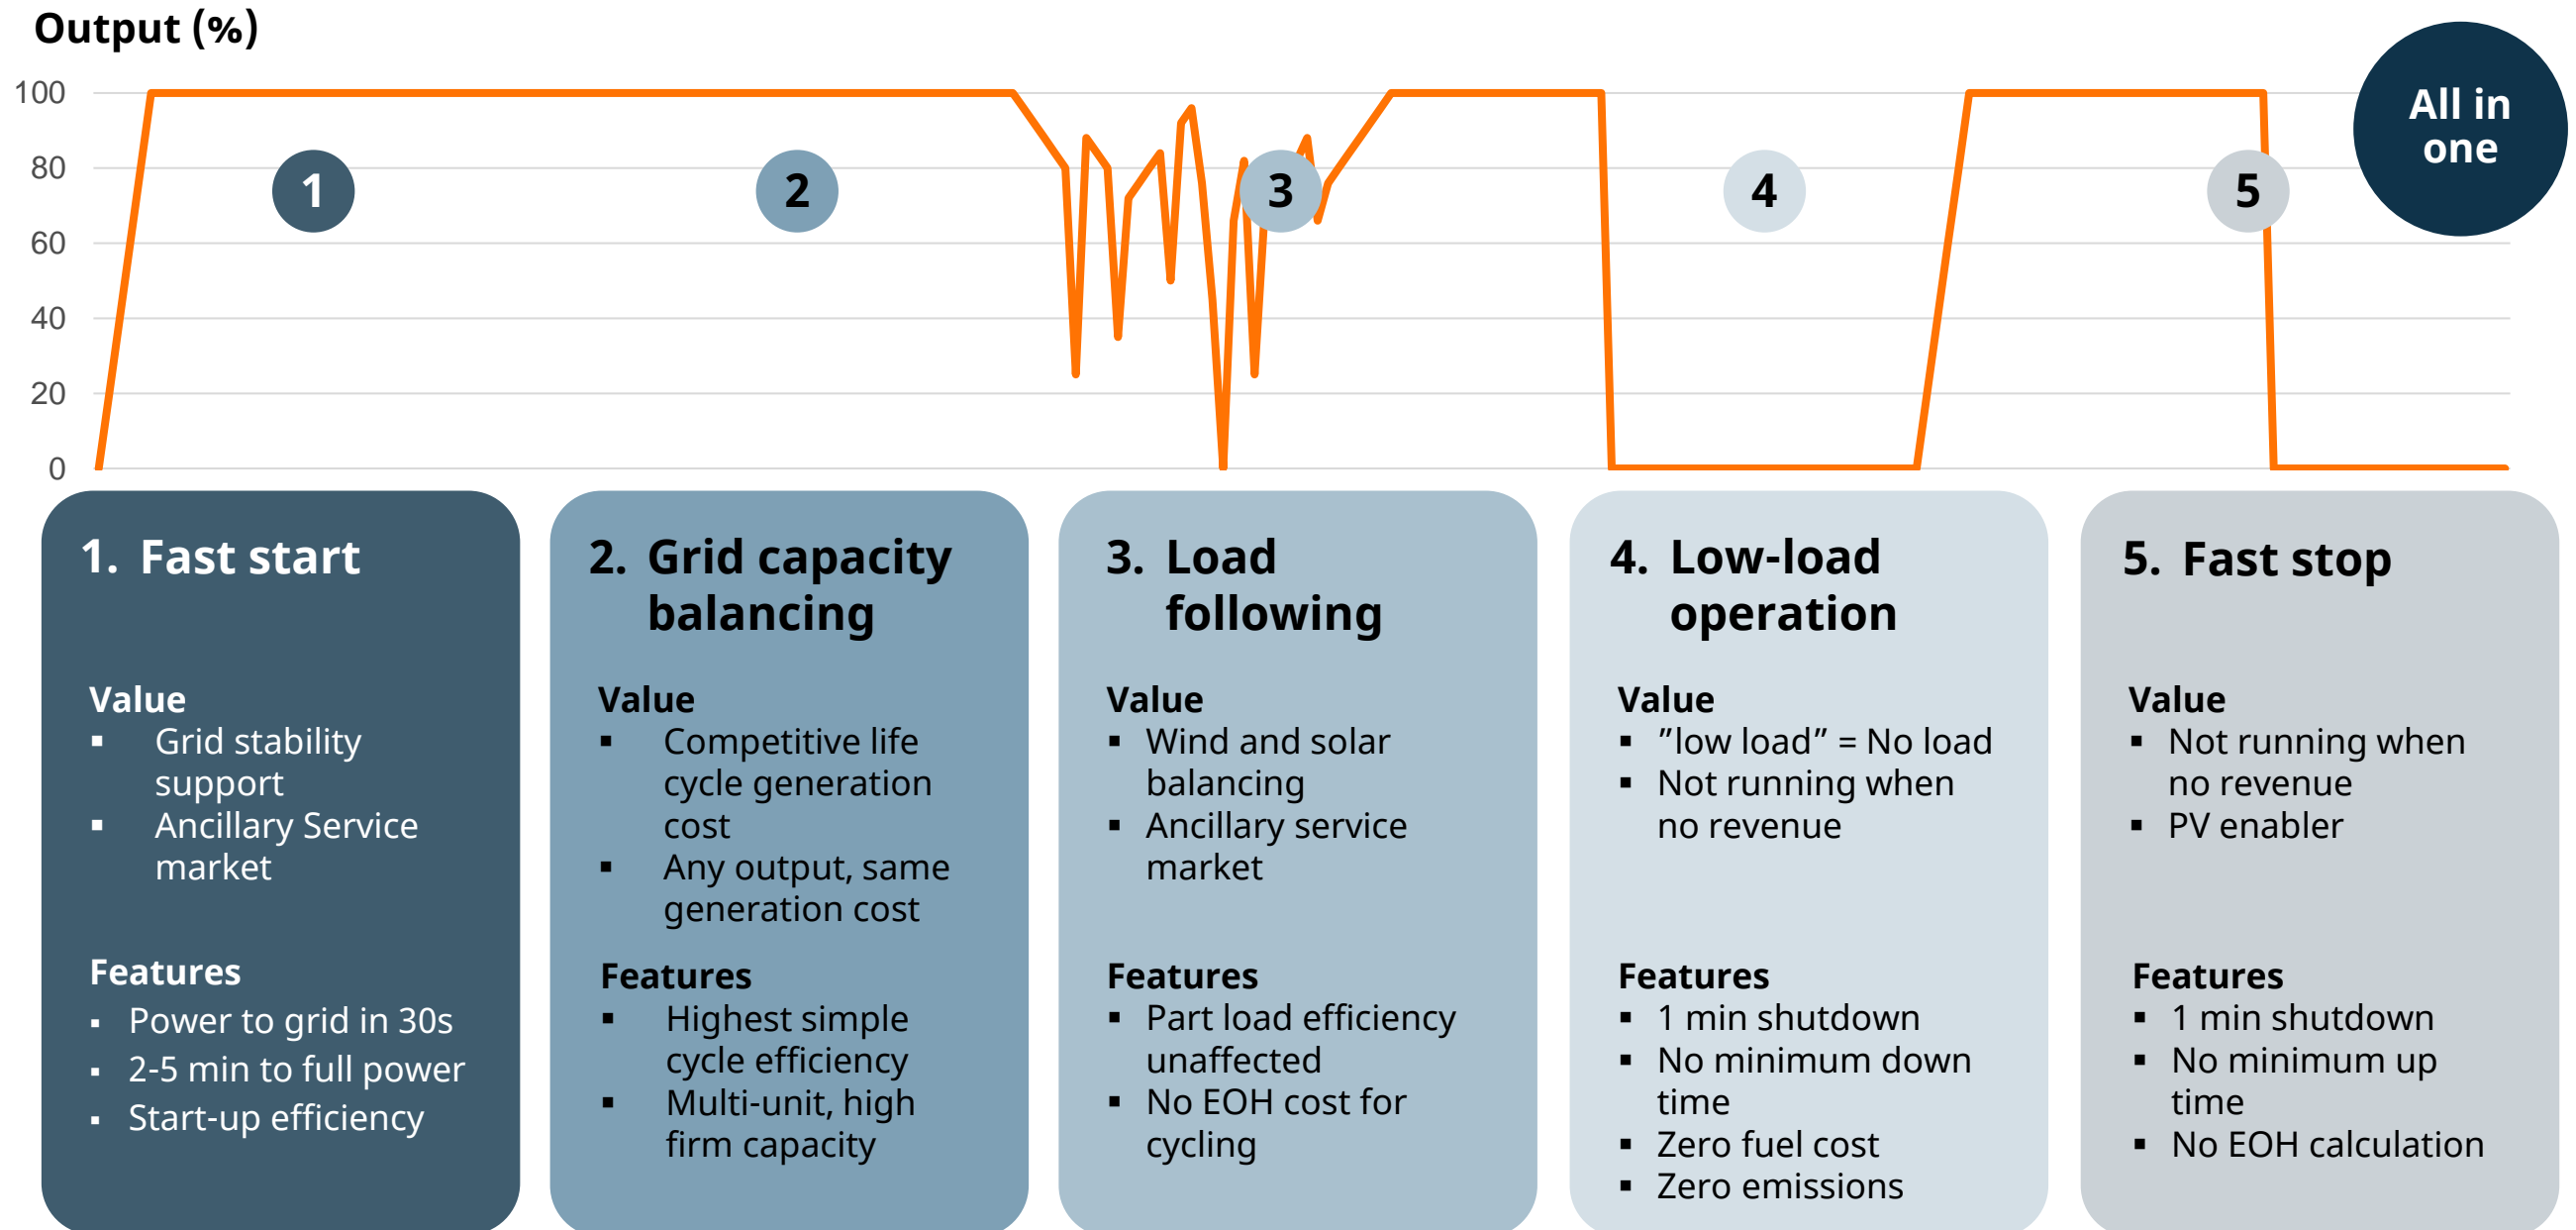 Output (%)
100
80
60
40
20
0
1
2
3
4
5
All in
one
1. Fast start
Value
▪ Grid stability
support
▪ Ancillary Service
market
Features
▪ Power to grid in 30s
▪ 2-5 min to full power
▪ Start-up efficiency
2. Grid capacity
balancing
Value
▪ Competitive life
cycle generation
cost
▪ Any output, same
generation cost
Features
▪ Highest simple
cycle efficiency
▪ Multi-unit, high
firm capacity
3. Load
following
Value
▪ Wind and solar
balancing
▪ Ancillary service
market
Features
▪ Part load efficiency
unaffected
▪ No EOH cost for
cycling
4. Low-load
operation
Value
▪ ”low load” = No load
▪ Not running when
no revenue
Features
▪ 1 min shutdown
▪ No minimum down
time
▪ Zero fuel cost
▪ Zero emissions
5. Fast stop
Value
▪ Not running when
no revenue
▪ PV enabler
Features
▪ 1 min shutdown
▪ No minimum up
time
▪ No EOH calculation